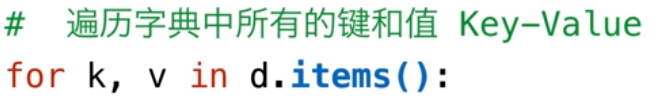 #  遍历字典中所有的键和值 Key-Value
for k, v in d.items():